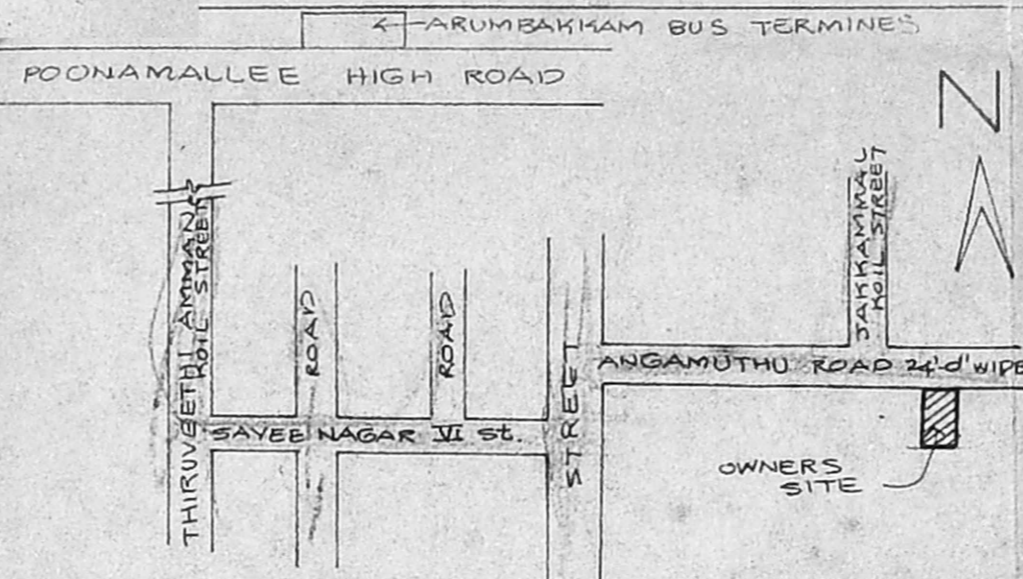 ARUMBAKKAM BUS TERMINES
POONAMALLEE HIGH ROAD
N
JAKKAMMAL
KOIL STREET
THIRUVEETHI AMMAN
KOIL STREET
ROAD
ROAD
STREET
ANGAMUTHU ROAD 24'-0" WIDE
SAYEE NAGAR VI St.
OWNERS
SITE